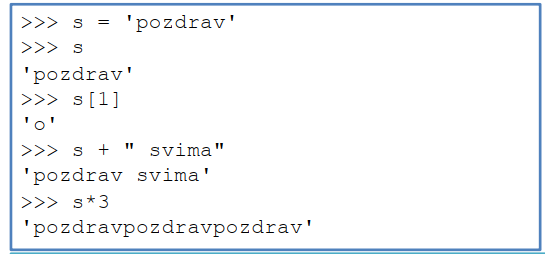 >>> s = 'pozdrav'
>>> s
'pozdrav'
>>> s[1]
'o'
>>> s + " svima"
'pozdrav svima'
>>> s*3
'pozdravpozdravpozdrav'